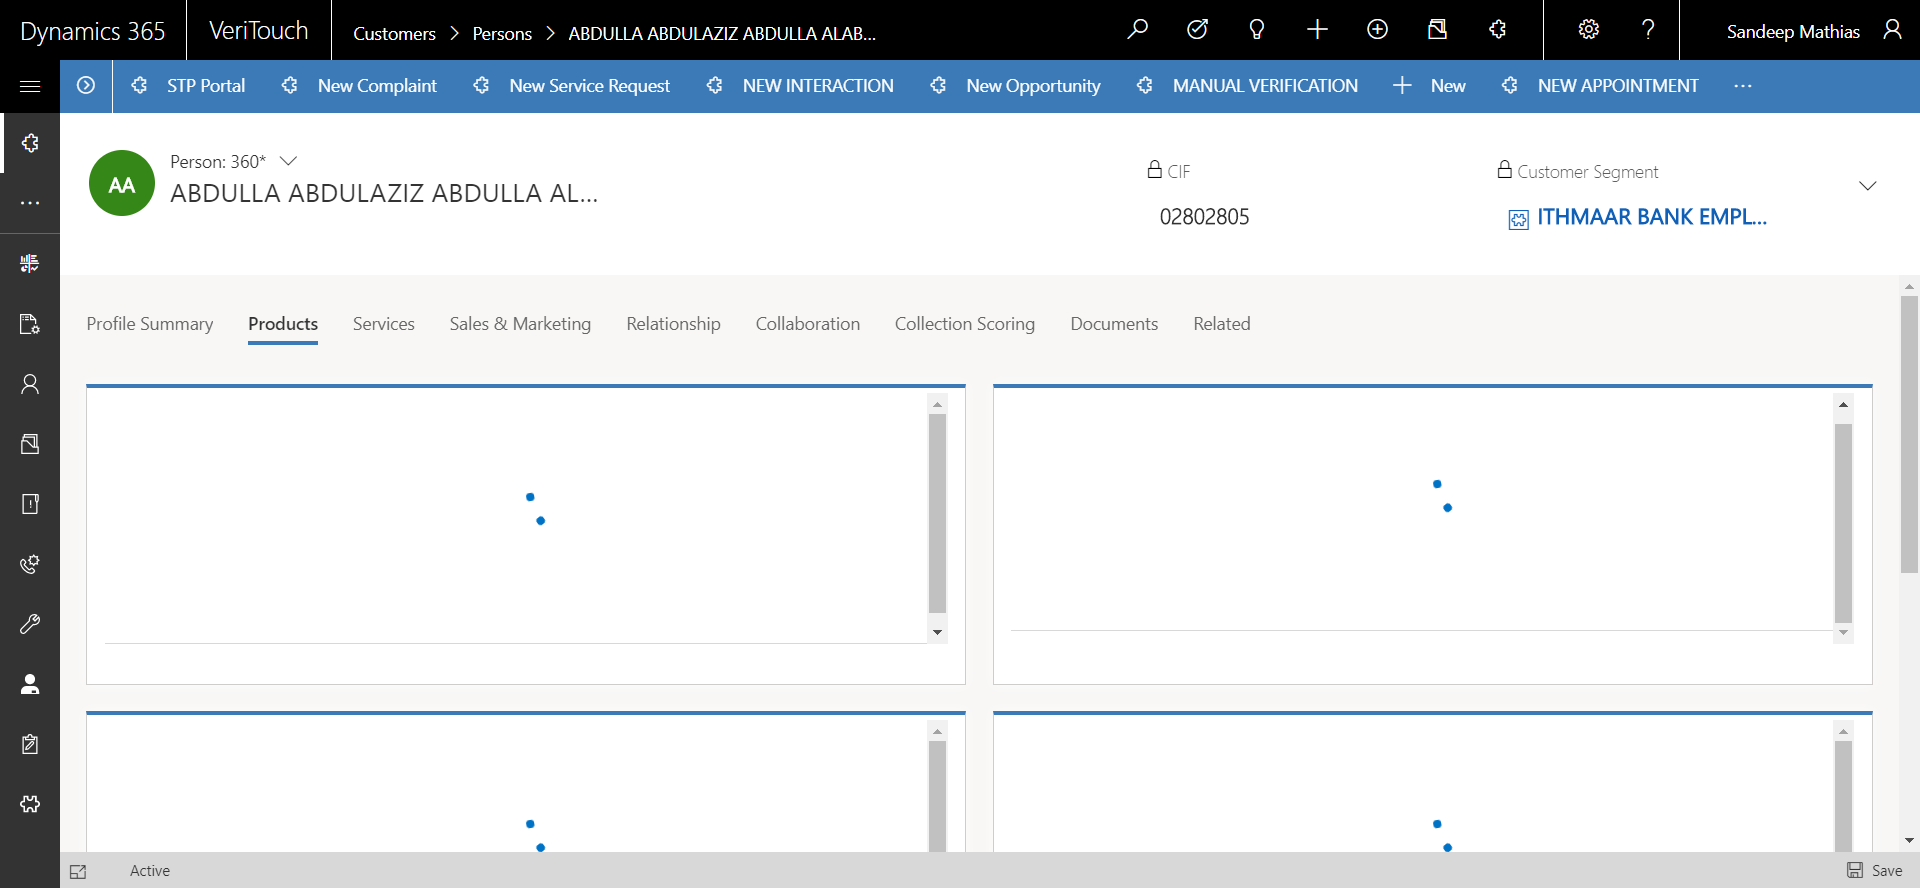 Dynamics 365
VeriTouch
Customers > Persons > ABDULLA ABDULAZIZ ABDULLA ALAB...
Sandeep Mathias
STP Portal
New Complaint
New Service Request
NEW INTERACTION
New Opportunity
MANUAL VERIFICATION
New
NEW APPOINTMENT
...
AA
Person: 360*
ABDULLA ABDULAZIZ ABDULLA AL...
CIF
02802805
Customer Segment
ITHMAAR BANK EMPL...
Profile Summary
Products
Services
Sales & Marketing
Relationship
Collaboration
Collection Scoring
Documents
Related
Active
Save